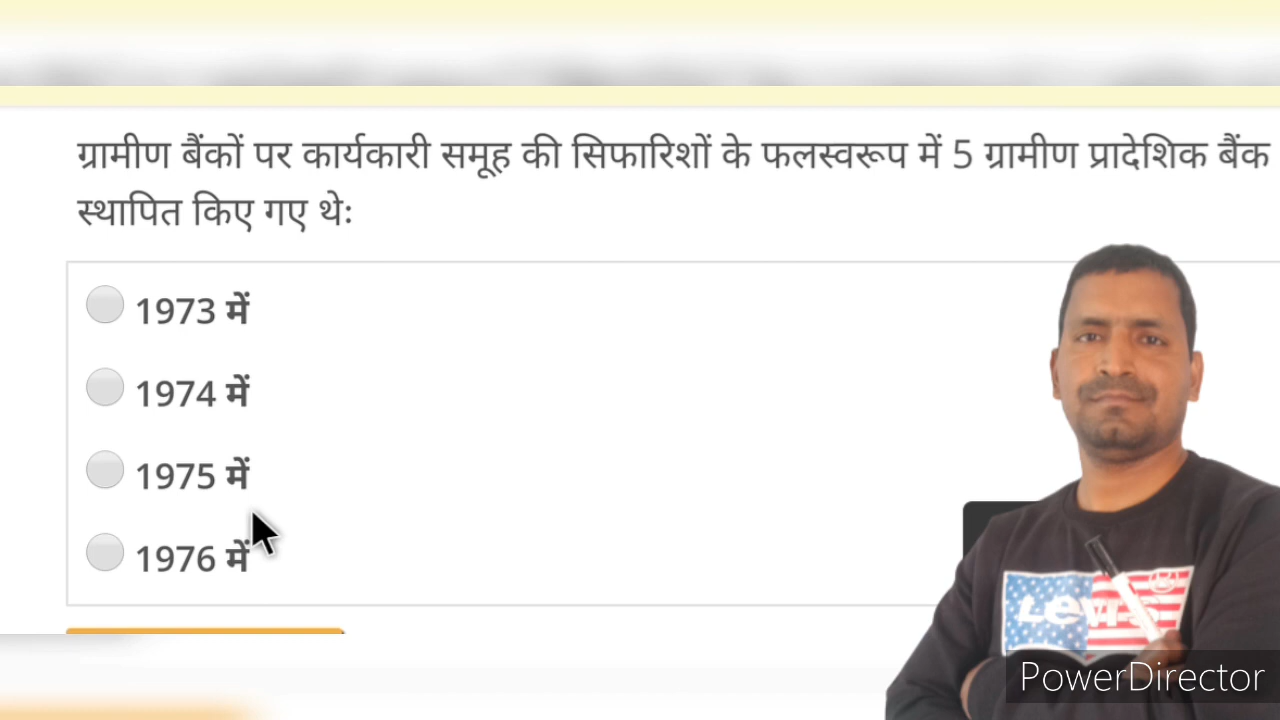 ग्रामीण बैंकों पर कार्यकारी समूह की सिफारिशों के फलस्वरूप में 5 ग्रामीण प्रादेशिक बैंक
स्थापित किए गए थेः
1973 में
1974 में
1975 में
1976 में
Levi's
PowerDirector